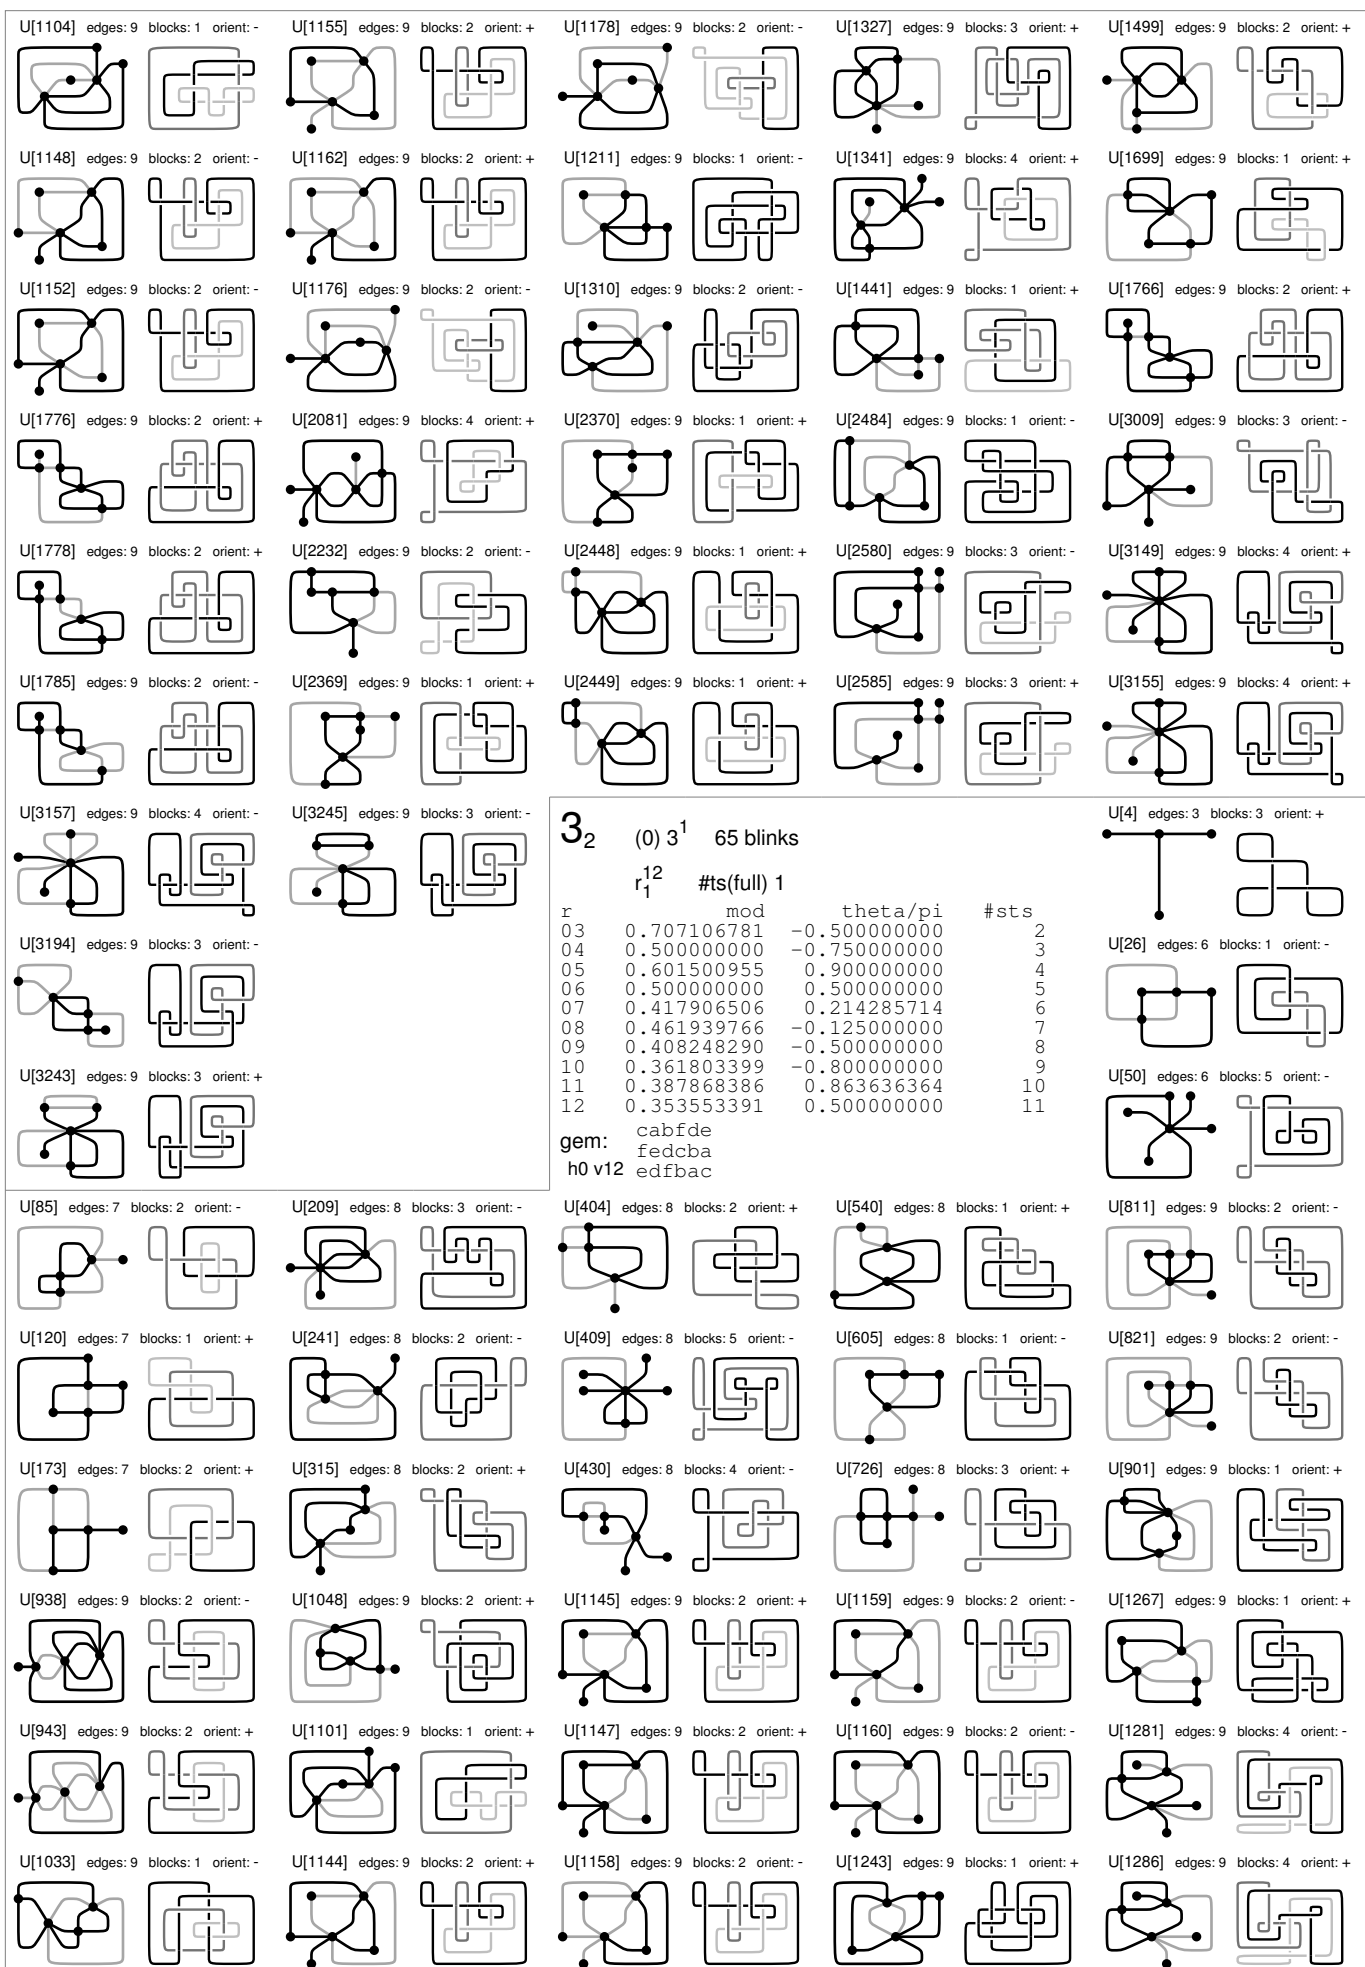 U[1104] edges: 9 blocks: 1 orient: -
U[1155] edges: 9 blocks: 2 orient: +
U[1178] edges: 9 blocks: 2 orient: -
U[1327] edges: 9 blocks: 3 orient: +
U[1499] edges: 9 blocks: 2 orient: +
U[1148] edges: 9 blocks: 2 orient: -
U[1162] edges: 9 blocks: 2 orient: +
U[1211] edges: 9 blocks: 1 orient: -
U[1341] edges: 9 blocks: 4 orient: +
U[1699] edges: 9 blocks: 1 orient: +
U[1152] edges: 9 blocks: 2 orient: -
U[1176] edges: 9 blocks: 2 orient: -
U[1310] edges: 9 blocks: 2 orient: -
U[1441] edges: 9 blocks: 1 orient: +
U[1766] edges: 9 blocks: 2 orient: +
U[1776] edges: 9 blocks: 2 orient: +
U[2081] edges: 9 blocks: 4 orient: +
U[2370] edges: 9 blocks: 1 orient: +
U[2484] edges: 9 blocks: 1 orient: -
U[3009] edges: 9 blocks: 3 orient: -
U[1778] edges: 9 blocks: 2 orient: +
U[2232] edges: 9 blocks: 2 orient: -
U[2448] edges: 9 blocks: 1 orient: +
U[2580] edges: 9 blocks: 3 orient: -
U[3149] edges: 9 blocks: 4 orient: +
U[1785] edges: 9 blocks: 2 orient: -
U[2369] edges: 9 blocks: 1 orient: +
U[2449] edges: 9 blocks: 1 orient: +
U[2585] edges: 9 blocks: 3 orient: +
U[3155] edges: 9 blocks: 4 orient: +
U[3157] edges: 9 blocks: 4 orient: -
U[3245] edges: 9 blocks: 3 orient: -
U[3194] edges: 9 blocks: 3 orient: -
U[3243] edges: 9 blocks: 3 orient: +
3₂ (0) 3¹ 65 blinks
r₁¹² #ts(full) 1
r mod theta/pi #sts
03 0.707106781 -0.500000000 2
04 0.500000000 -0.750000000 3
05 0.601500955 0.900000000 4
06 0.500000000 0.500000000 5
07 0.417906506 0.214285714 6
08 0.461939766 -0.125000000 7
09 0.408248290 -0.500000000 8
10 0.361803399 -0.800000000 9
11 0.387868386 0.863636364 10
12 0.353553391 0.500000000 11
gem: cabfde
fedcba
h0 v12 edfbac
U[4] edges: 3 blocks: 3 orient: +
U[26] edges: 6 blocks: 1 orient: -
U[50] edges: 6 blocks: 5 orient: -
U[85] edges: 7 blocks: 2 orient: -
U[209] edges: 8 blocks: 3 orient: -
U[404] edges: 8 blocks: 2 orient: +
U[540] edges: 8 blocks: 1 orient: +
U[811] edges: 9 blocks: 2 orient: -
U[120] edges: 7 blocks: 1 orient: +
U[241] edges: 8 blocks: 2 orient: -
U[409] edges: 8 blocks: 5 orient: -
U[605] edges: 8 blocks: 1 orient: -
U[821] edges: 9 blocks: 2 orient: -
U[173] edges: 7 blocks: 2 orient: +
U[315] edges: 8 blocks: 2 orient: +
U[430] edges: 8 blocks: 4 orient: -
U[726] edges: 8 blocks: 3 orient: +
U[901] edges: 9 blocks: 1 orient: +
U[938] edges: 9 blocks: 2 orient: -
U[1048] edges: 9 blocks: 2 orient: +
U[1145] edges: 9 blocks: 2 orient: +
U[1159] edges: 9 blocks: 2 orient: -
U[1267] edges: 9 blocks: 1 orient: +
U[943] edges: 9 blocks: 2 orient: +
U[1101] edges: 9 blocks: 1 orient: +
U[1147] edges: 9 blocks: 2 orient: +
U[1160] edges: 9 blocks: 2 orient: -
U[1281] edges: 9 blocks: 4 orient: -
U[1033] edges: 9 blocks: 1 orient: -
U[1144] edges: 9 blocks: 2 orient: +
U[1158] edges: 9 blocks: 2 orient: -
U[1243] edges: 9 blocks: 1 orient: +
U[1286] edges: 9 blocks: 4 orient: +